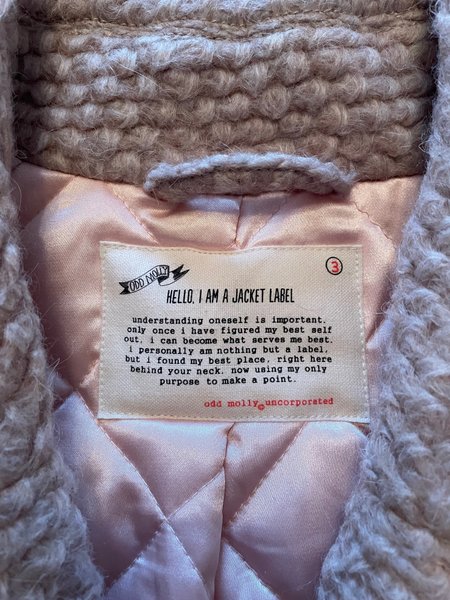 ODD MOLLY
3
HELLO, I AM A JACKET LABEL
understanding oneself is important.
only once i have figured my best self
out, i can become what serves me best.
i personally am nothing but a label,
but i found my best place, right here
behind your neck. now using my only
purpose to make a point.
odd molly©uncorporated